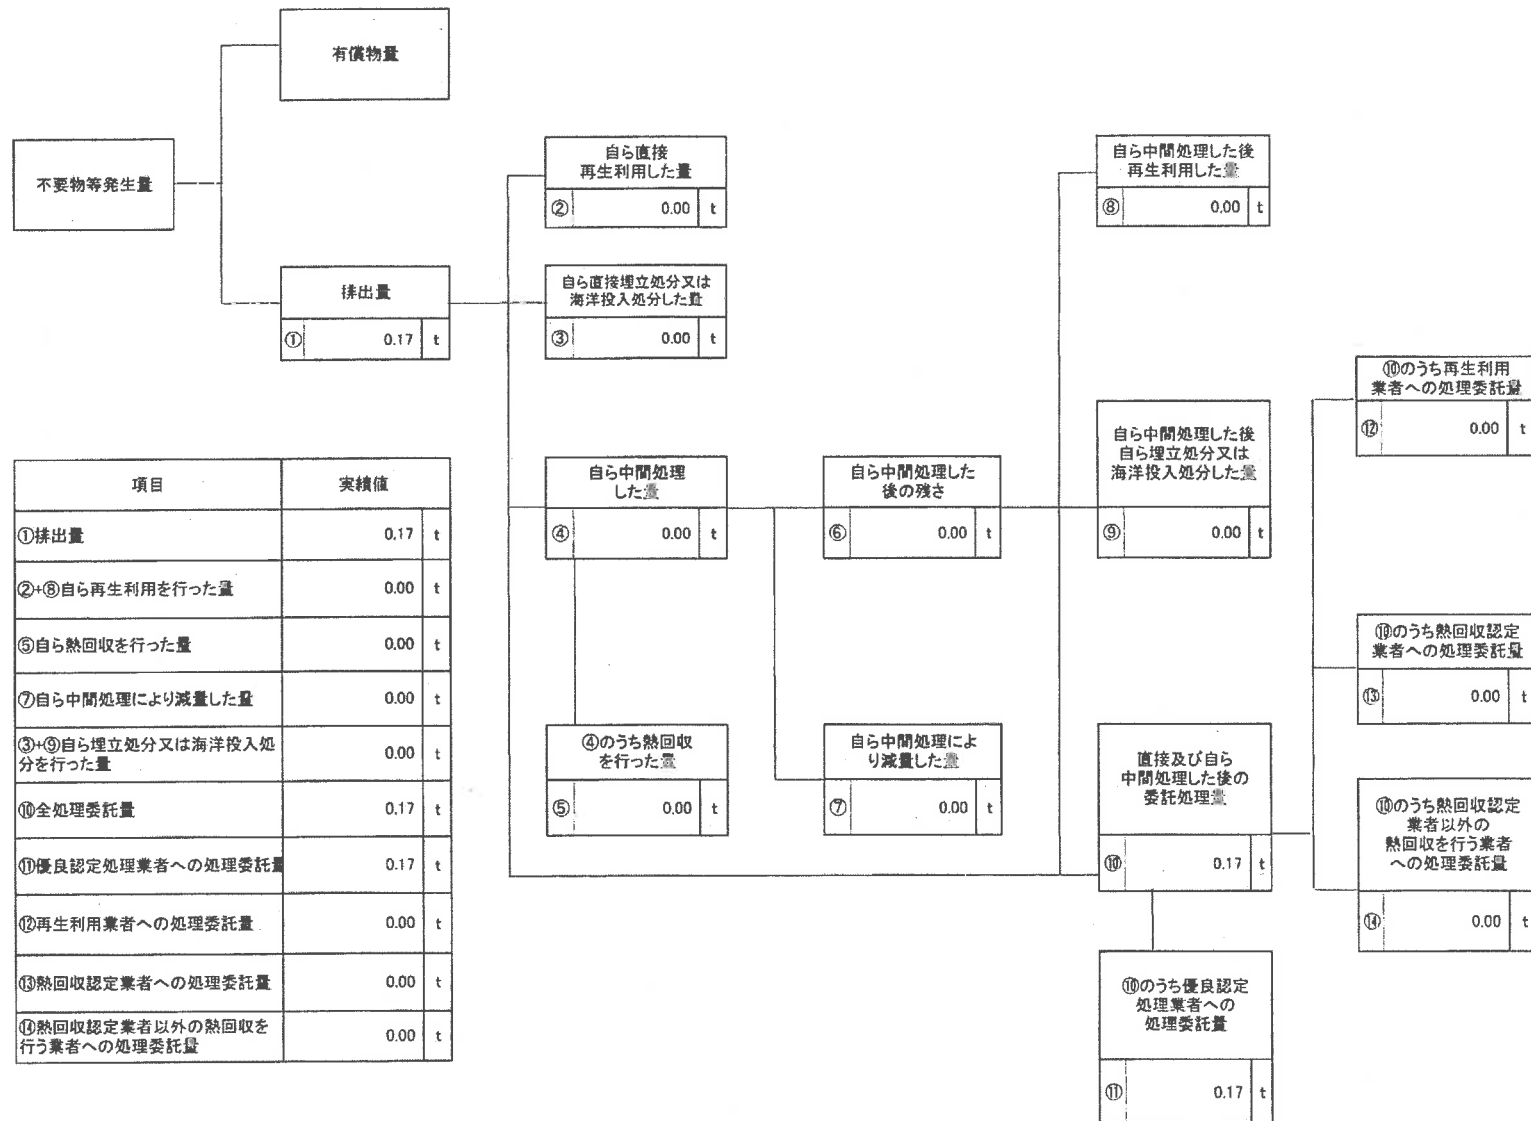 有償物量
不要物等発生量
排出量
① 0.17 t
自ら直接
再生利用した量
② 0.00 t
自ら直接埋立処分又は
海洋投入処分した量
③ 0.00 t
自ら中間処理
した量
④ 0.00 t
④のうち熱回収
を行った量
⑤ 0.00 t
自ら中間処理した
後の残さ
⑥ 0.00 t
自ら中間処理によ
り減量した量
⑦ 0.00 t
自ら中間処理した後
再生利用した量
⑧ 0.00 t
自ら中間処理した後
自ら埋立処分又は
海洋投入処分した量
⑨ 0.00 t
直接及び自ら
中間処理した後の
委託処理量
⑩ 0.17 t
⑩のうち優良認定
処理業者への
処理委託量
⑪ 0.17 t
⑩のうち再生利用
業者への処理委託量
⑫ 0.00 t
⑩のうち熱回収認定
業者への処理委託量
⑬ 0.00 t
⑩のうち熱回収認定
業者以外の
熱回収を行う業者
への処理委託量
⑭ 0.00 t
項目 実績値
①排出量 0.17 t
②+⑧自ら再生利用を行った量 0.00 t
⑤自ら熱回収を行った量 0.00 t
⑦自ら中間処理により減量した量 0.00 t
③+⑨自ら埋立処分又は海洋投入処
分を行った量 0.00 t
⑩全処理委託量 0.17 t
⑪優良認定処理業者への処理委託量 0.17 t
⑫再生利用業者への処理委託量 0.00 t
⑬熱回収認定業者への処理委託量 0.00 t
⑭熱回収認定業者以外の熱回収を
行う業者への処理委託量 0.00 t